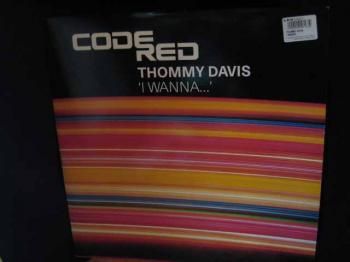 CODE
RED
THOMMY DAVIS
'I WANNA...'